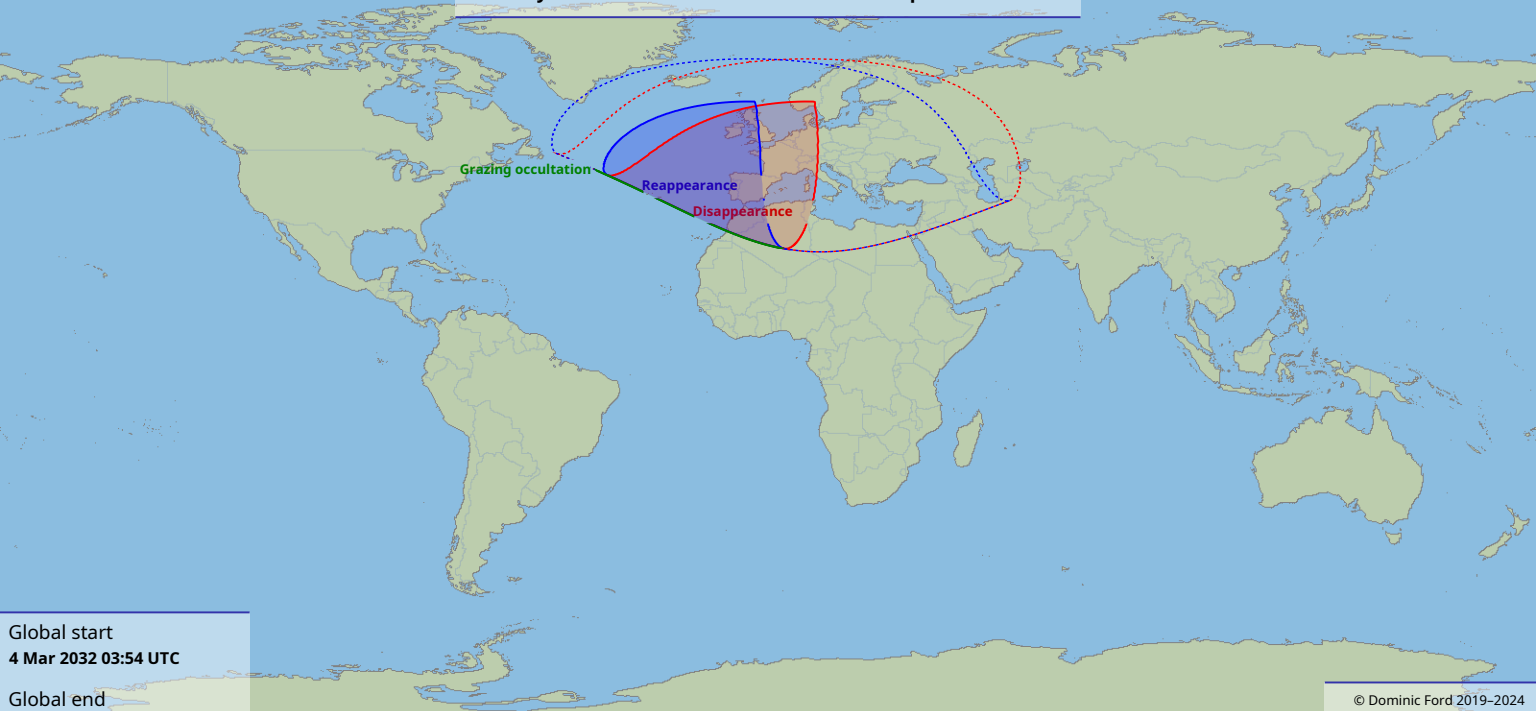 Grazing occultation
Reappearance
Disappearance
Global start
4 Mar 2032 03:54 UTC
Global end
© Dominic Ford 2019–2024